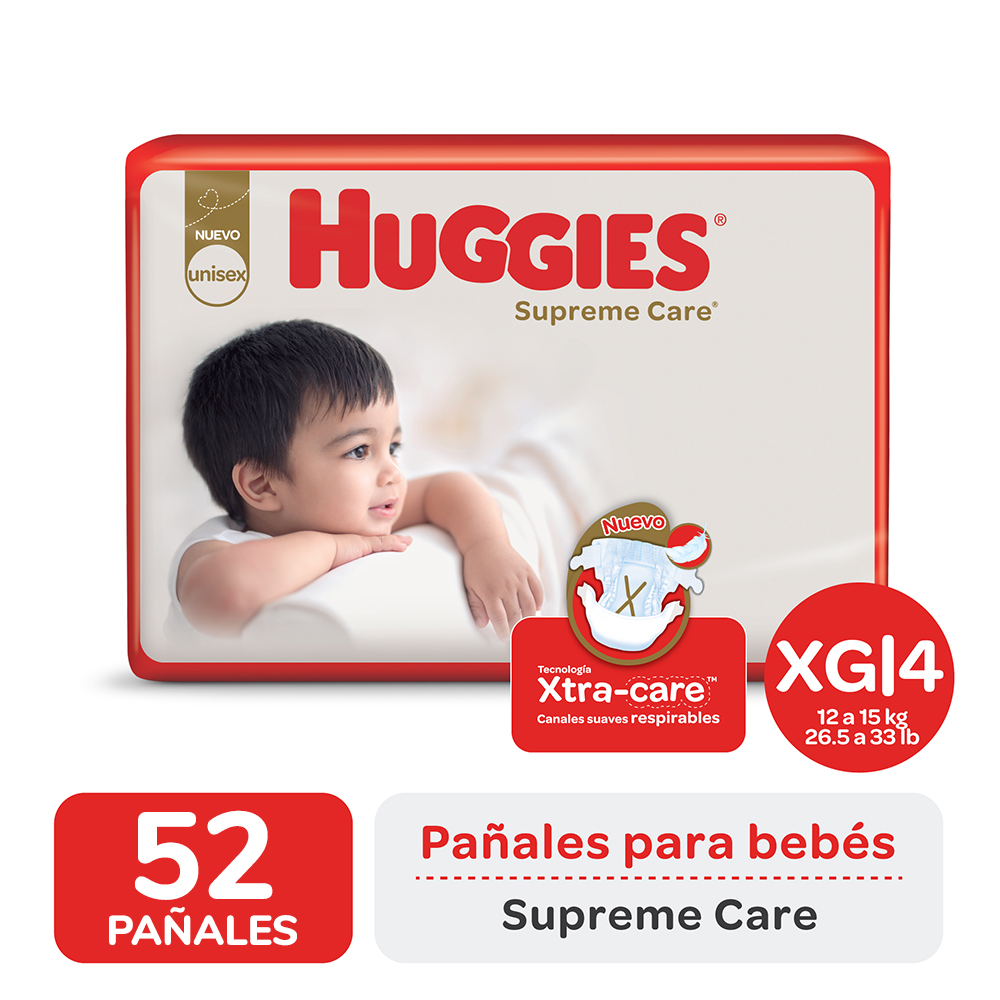 NUEVO
unisex
HUGGIES®
Supreme Care®
Nuevo
Tecnología
Xtra-care™
Canales suaves respirables
XG|4
12 a 15 kg
26.5 a 33 lb
52
PAÑALES
Pañales para bebés
Supreme Care